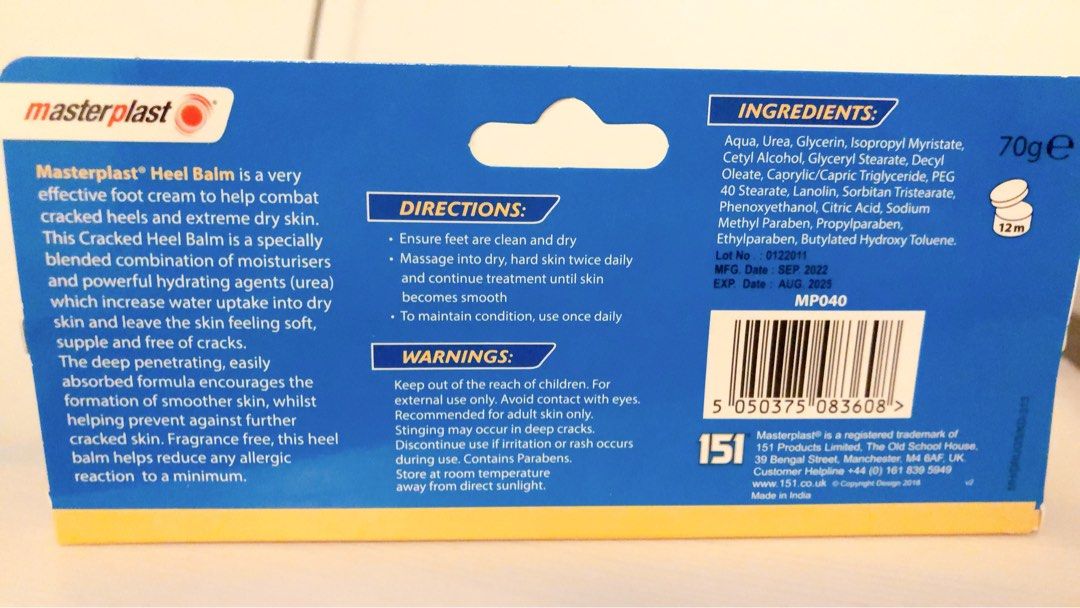 masterplast
Masterplast® Heel Balm is a very
effective foot cream to help combat
cracked heels and extreme dry skin.
This Cracked Heel Balm is a specially
blended combination of moisturisers
and powerful hydrating agents (urea)
which increase water uptake into dry
skin and leave the skin feeling soft,
supple and free of cracks.
The deep penetrating, easily
absorbed formula encourages the
formation of smoother skin, whilst
helping prevent against further
cracked skin. Fragrance free, this heel
balm helps reduce any allergic
reaction to a minimum.
DIRECTIONS:
• Ensure feet are clean and dry
• Massage into dry, hard skin twice daily
and continue treatment until skin
becomes smooth
• To maintain condition, use once daily
WARNINGS:
Keep out of the reach of children. For
external use only. Avoid contact with eyes.
Recommended for adult skin only.
Stinging may occur in deep cracks.
Discontinue use if irritation or rash occurs
during use. Contains Parabens.
Store at room temperature
away from direct sunlight.
INGREDIENTS:
Aqua, Urea, Glycerin, Isopropyl Myristate,
Cetyl Alcohol, Glyceryl Stearate, Decyl
Oleate, Caprylic/Capric Triglyceride, PEG
40 Stearate, Lanolin, Sorbitan Tristearate,
Phenoxyethanol, Citric Acid, Sodium
Methyl Paraben, Propylparaben,
Ethylparaben, Butylated Hydroxy Toluene.
70g℮
12m
Lot No. : 0122011
MFG. Date : SEP. 2022
EXP. Date : AUG. 2025
MP040
5 050375 083608 >
151
Masterplast® is a registered trademark of
151 Products Limited, The Old School House,
39 Bengal Street, Manchester, M4 6AF, UK.
Customer Helpline +44 (0) 161 839 5949
www.151.co.uk © Copyright Design 2018 v2
Made in India